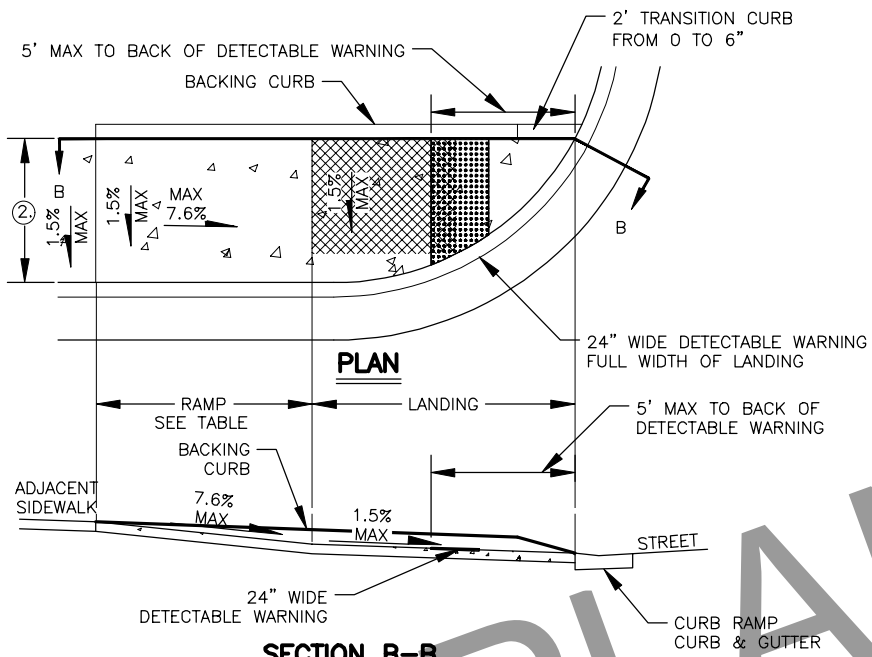 2' TRANSITION CURB
FROM 0 TO 6"
5' MAX TO BACK OF DETECTABLE WARNING
BACKING CURB
B
2.
1.5%
MAX
1.5%
MAX
MAX
7.6%
1.5%
MAX
B
24" WIDE DETECTABLE WARNING
FULL WIDTH OF LANDING
PLAN
RAMP
SEE TABLE
LANDING
5' MAX TO BACK OF
DETECTABLE WARNING
BACKING
CURB
ADJACENT
SIDEWALK
7.6%
MAX
1.5%
MAX
STREET
24" WIDE
DETECTABLE WARNING
CURB RAMP
CURB & GUTTER
SECTION B-B